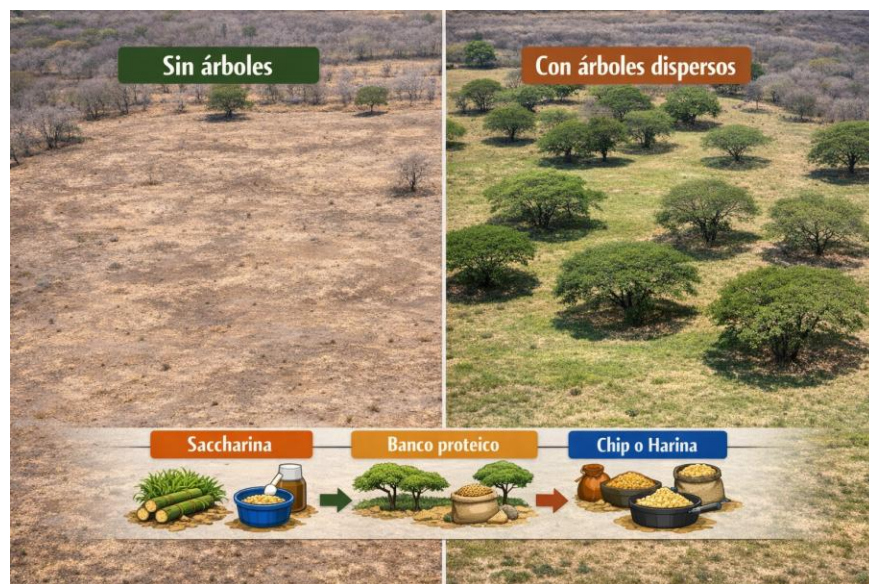 Sin árboles
Con árboles dispersos
Saccharina
Banco proteico
Chip o Harina